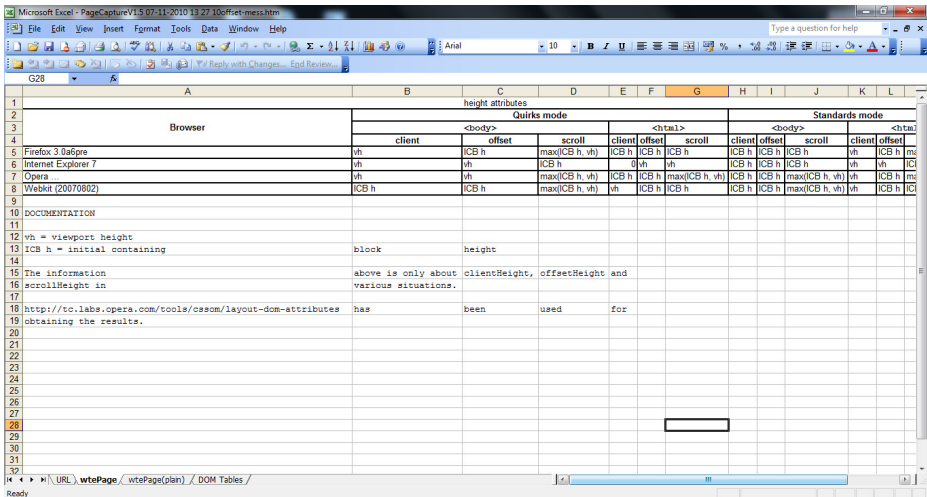 Microsoft Excel - PageCaptureV1.5 07-11-2010 13 27 10offset-mess.htm
File Edit View Insert Format Tools Data Window Help Type a question for help
Arial 10 B I U
Reply with Changes... End Review...
G28 fx
A B C D E F G H I J K L
1 height attributes
2 Quirks mode Standards mode
3 Browser <body> <html> <body> <html
4 client offset scroll client offset scroll client offset scroll client offset
5 Firefox 3.0a6pre vh ICB h max(ICB h, vh) ICB h ICB h ICB h ICB h ICB h ICB h vh ICB h ma
6 Internet Explorer 7 vh vh ICB h 0 vh vh ICB h ICB h ICB h vh vh ICB
7 Opera ... vh vh max(ICB h, vh) ICB h ICB h max(ICB h, vh) ICB h ICB h max(ICB h, vh) vh ICB h ma
8 Webkit (20070802) ICB h ICB h max(ICB h, vh) vh ICB h ICB h ICB h ICB h max(ICB h, vh) vh ICB h ICB
9
10 DOCUMENTATION
11
12 vh = viewport height
13 ICB h = initial containing block height
14
15 The information above is only about clientHeight, offsetHeight and
16 scrollHeight in various situations.
17
18 http://tc.labs.opera.com/tools/cssom/layout-dom-attributes has been used for
19 obtaining the results.
20
21
22
23
24
25
26
27
28
29
30
31
32
URL wtePage wtePage(plain) DOM Tables
Ready